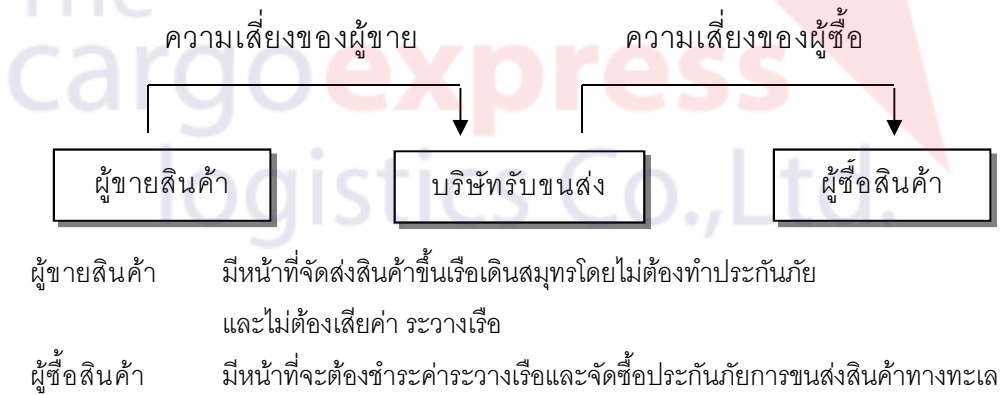 The
cargoexpress
logistics Co.,Ltd.
ความเสี่ยงของผู้ขาย ความเสี่ยงของผู้ซื้อ
ผู้ขายสินค้า บริษัทรับขนส่ง ผู้ซื้อสินค้า
ผู้ขายสินค้า มีหน้าที่จัดส่งสินค้าขึ้นเรือเดินสมุทรโดยไม่ต้องทำประกันภัย
และไม่ต้องเสียค่า ระวางเรือ
ผู้ซื้อสินค้า มีหน้าที่จะต้องชำระค่าระวางเรือและจัดซื้อประกันภัยการขนส่งสินค้าทางทะเล